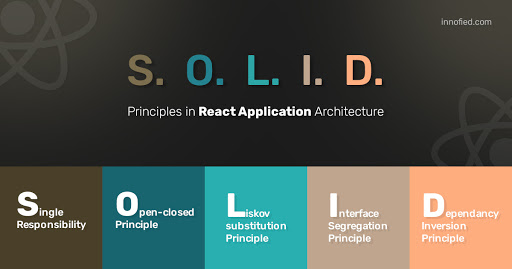 innofied.com
S. O. L. I. D.
Principles in React Application Architecture
Single
Responsibility
Open-closed
Principle
Liskov
substitution
Principle
Interface
Segregation
Principle
Dependancy
Inversion
Principle